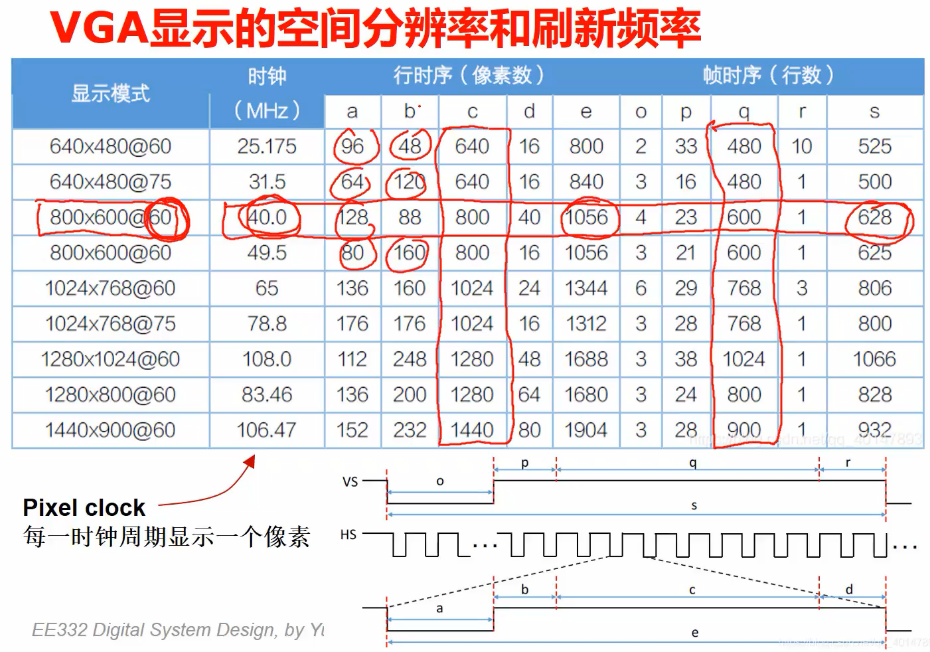 VGA显示的空间分辨率和刷新频率
显示模式 时钟（MHz） 行时序（像素数） 帧时序（行数）
a b c d e o p q r s
640x480@60 25.175 96 48 640 16 800 2 33 480 10 525
640x480@75 31.5 64 120 640 16 840 3 16 480 1 500
800x600@60 40.0 128 88 800 40 1056 4 23 600 1 628
800x600@60 49.5 80 160 800 16 1056 3 21 600 1 625
1024x768@60 65 136 160 1024 24 1344 6 29 768 3 806
1024x768@75 78.8 176 176 1024 16 1312 3 28 768 1 800
1280x1024@60 108.0 112 248 1280 48 1688 3 38 1024 1 1066
1280x800@60 83.46 136 200 1280 64 1680 3 24 800 1 828
1440x900@60 106.47 152 232 1440 80 1904 3 28 900 1 932
Pixel clock
每一时钟周期显示一个像素
p q r
VS
o
s
HS
... ...
b c d
a
e
EE332 Digital System Design, by Yu